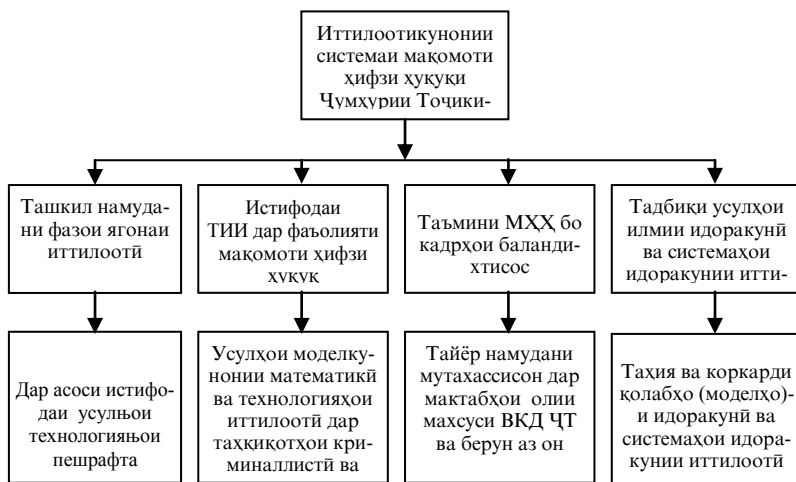 Иттилоотикунонии
системаи мақомоти
ҳифзи ҳуқуқи
Ҷумҳурии Тоҷики-
Ташкил намуда-
ни фазои ягонаи
иттилоотӣ
Истифодаи
ТИИ дар фаъолияти
мақомоти ҳифзи
ҳуқуқ
Таъмини МҲҲ бо
кадрҳои баланди-
хтисос
Тадбиқи усулҳои
илмии идоракунӣ
ва системаҳои
идоракунии итти-
Дар асоси истифо-
даи усулњои
технологияњои
пешрафта
Усулҳои моделку-
нонии математикӣ
ва технологияҳои
иттилоотӣ дар
таҳқиқотҳои кри-
миналлистӣ ва
Тайёр намудани
мутахассисон дар
мактабҳои олии
махсуси ВКД ҶТ
ва берун аз он
Таҳия ва коркарди
қолабҳо (моделҳо)-
и идоракунӣ ва
системаҳои идора-
кунии иттилоотӣ